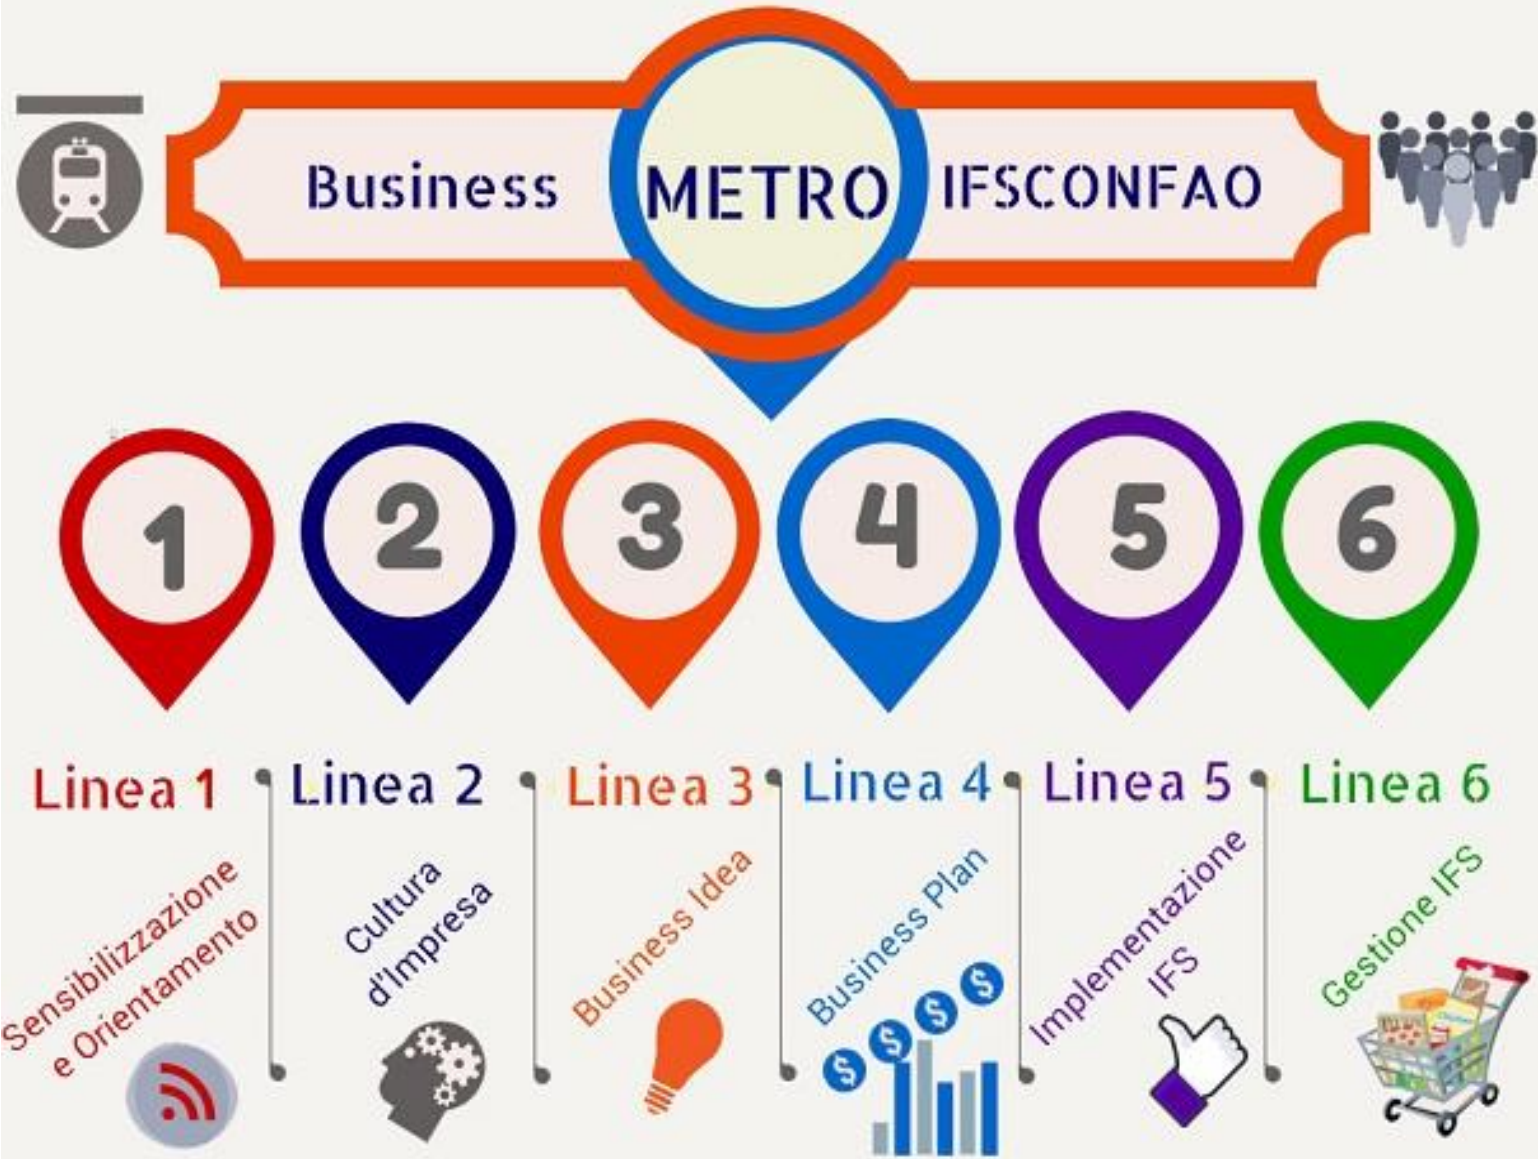 Business METRO IFSCONFAO
1 2 3 4 5 6
Linea 1
Linea 2
Linea 3
Linea 4
Linea 5
Linea 6
Sensibilizzazione
e Orientamento
Cultura
d'Impresa
Business Idea
Business Plan
Implementazione
IFS
Gestione IFS
$ $ $ $